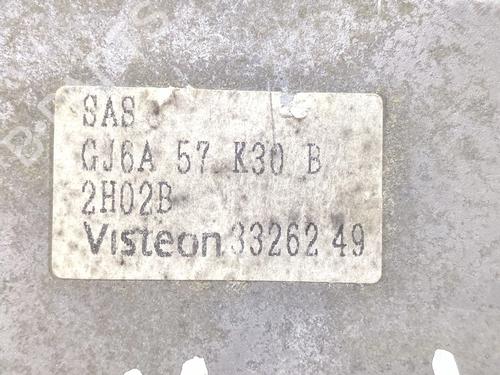 SAS
GJ6A 57 K30 B
2H02B
Visteon 33262 49